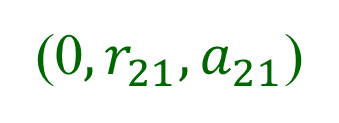 (0, r₂₁, a₂₁)